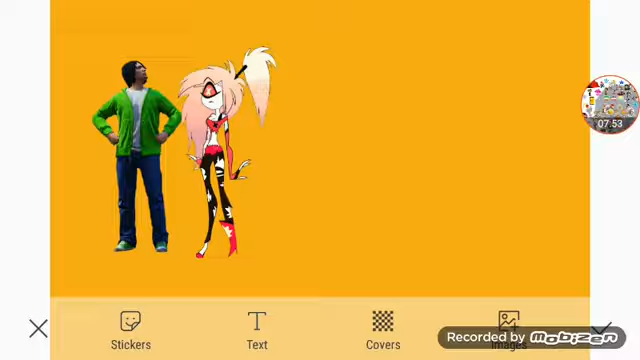 07:53
Stickers
Text
Covers
Images
Recorded by mobizen